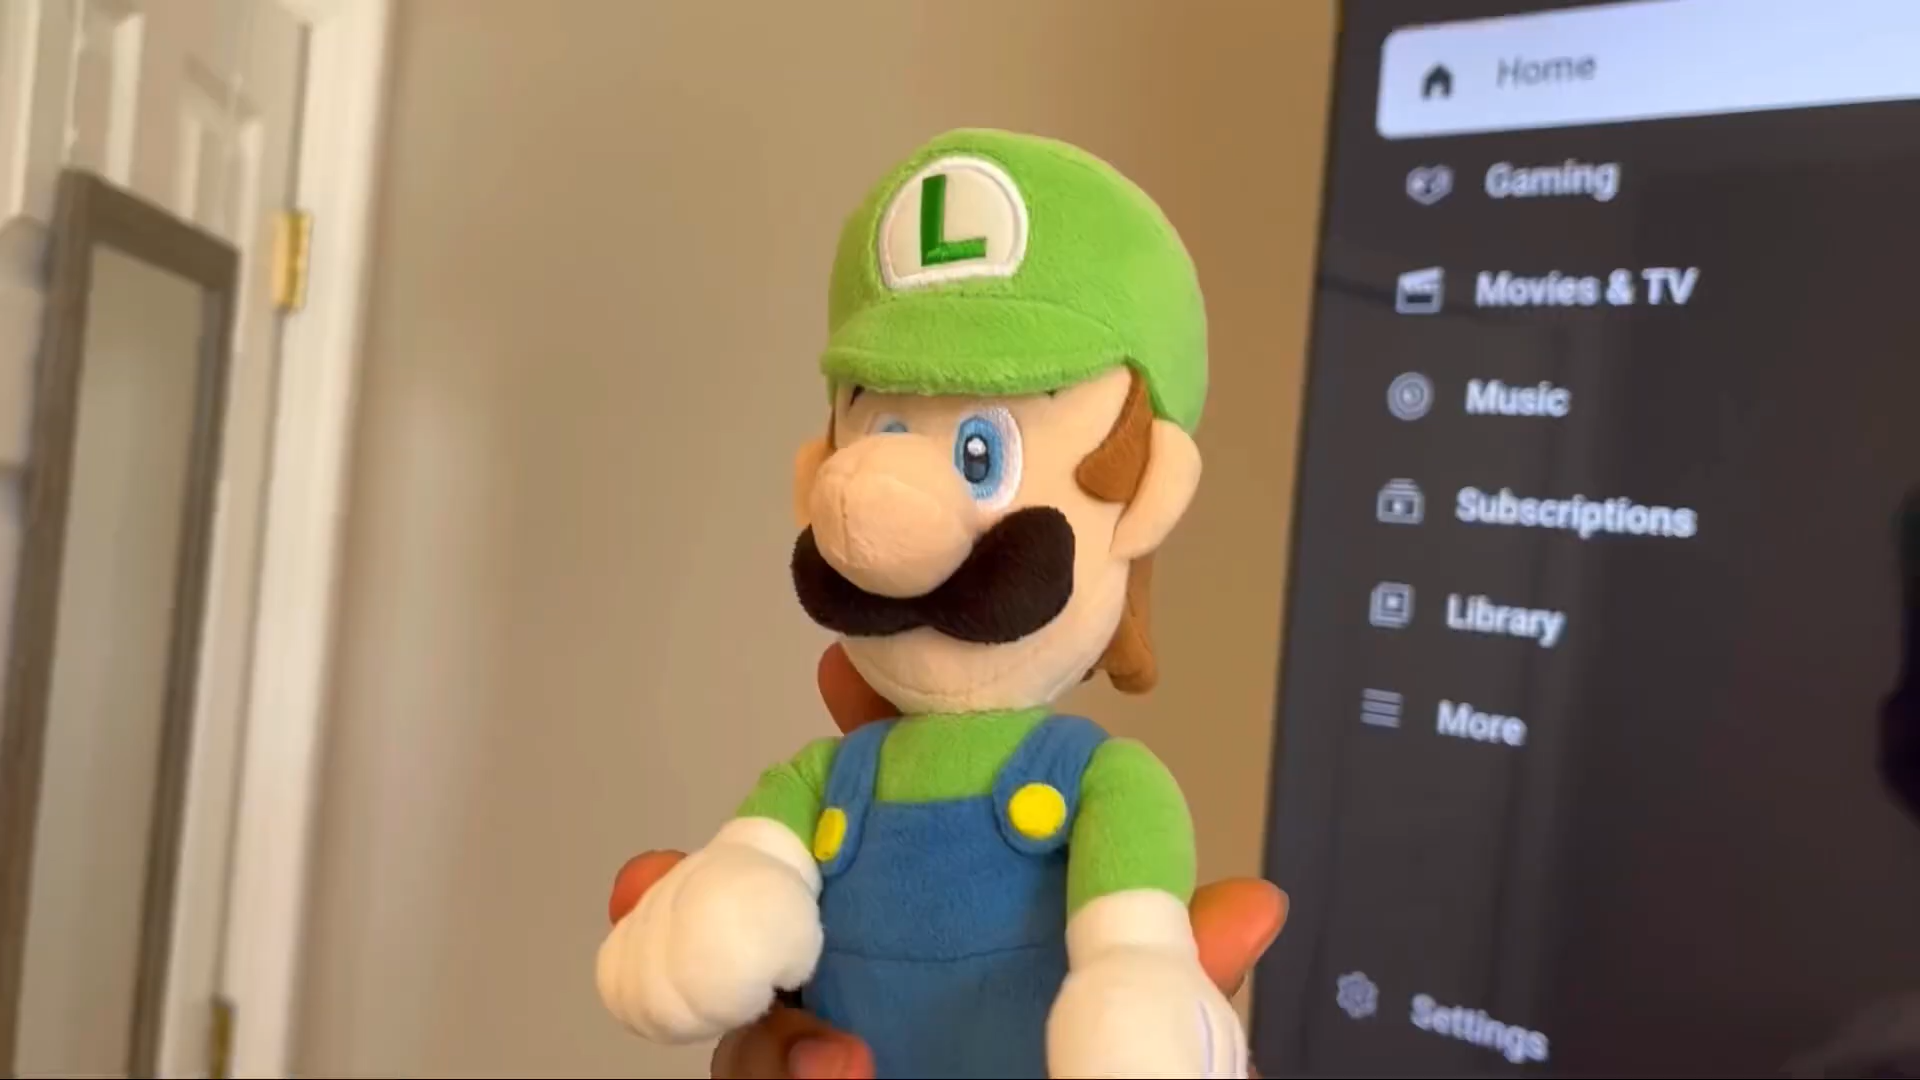 L
Home
Gaming
Movies & TV
Music
Subscriptions
Library
More
Settings